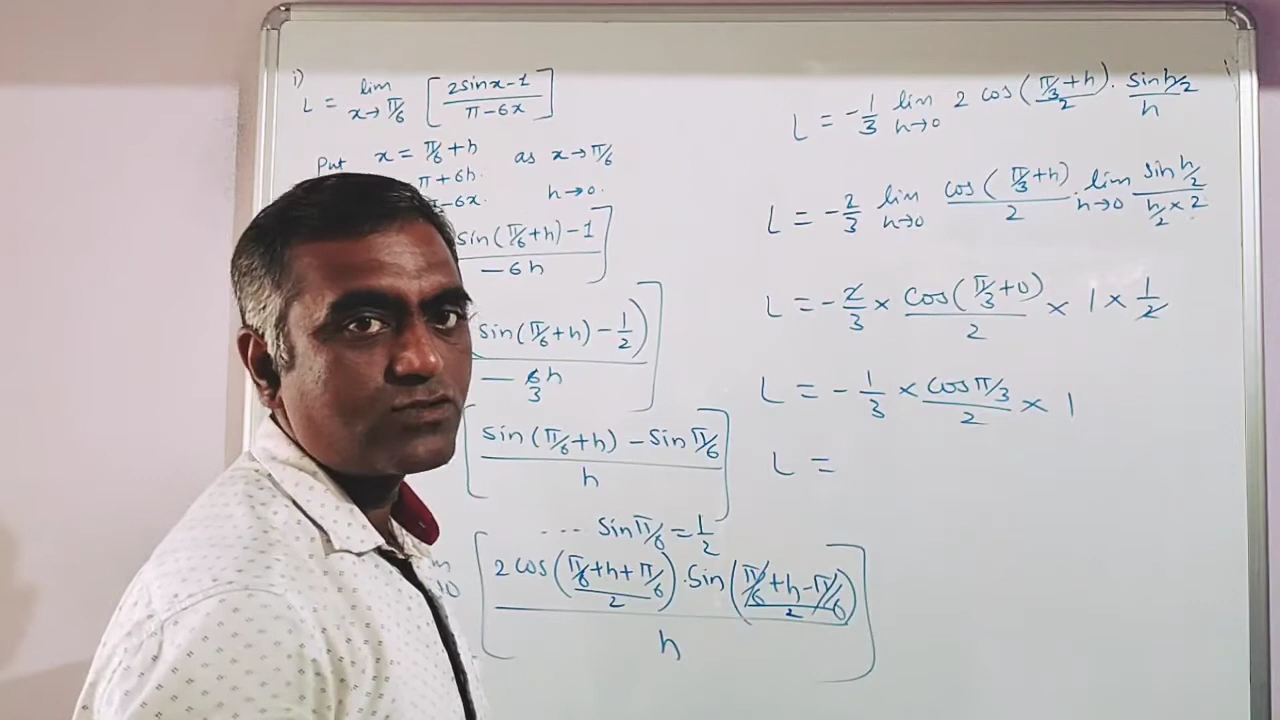 i)
L = lim x→π/6 [2sinx-1 / π-6x]
Put x = π/6 + h as x→π/6
π+6h. h→0.
-6x.
sin(π/6+h)-1 / -6h ]
sin(π/6+h) - 1/2) / - 6h 3 ]
[ sin(π/6+h) - sin π/6 / h ]
... sin π/6 = 1/2
[ 2 cos(π/6+h+π/6 / 2) . sin(π/6+h-π/6 / 2) / h ]
L = -1/3 lim h→0 2 cos(π/3+h / 2) . sin h/2 / h
L = -2/3 lim h→0 cos(π/3+h) / 2 . lim h→0 sin h/2 / h/2 × 2
L = -2/3 × cos(π/3+0) / 2 × 1 × 1/2
L = -1/3 × cos π/3 / 2 × 1
L =